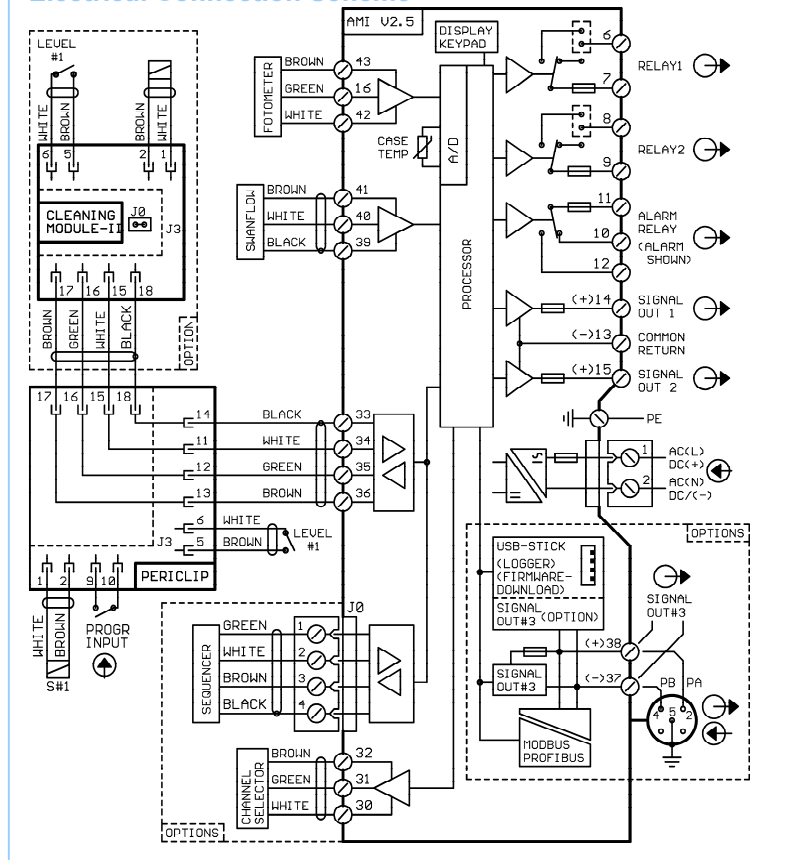 AMI V2.5
DISPLAY
KEYPAD
LEVEL
#1
WHITE
BROWN
BROWN
WHITE
6
5
2
1
CLEANING
MODULE-II
J0
J3
17
16
15
18
BROWN
GREEN
WHITE
BLACK
OPTION
FOTOMETER
BROWN
43
GREEN
16
WHITE
42
CASE
TEMP
A/D
SWANFLOW
BROWN
41
WHITE
40
BLACK
39
PROCESSOR
6
RELAY1
7
8
RELAY2
9
11
ALARM
RELAY
10
(ALARM
SHOWN)
12
(+)14
SIGNAL
OUT 1
(-)13
COMMON
RETURN
(+)15
SIGNAL
OUT 2
PE
1
AC(L)
DC(+)
2
AC(N)
DC/(-)
17
16
15
18
14
BLACK
33
11
WHITE
34
12
GREEN
35
13
BROWN
36
6
WHITE
J3
5
BROWN
LEVEL
#1
1
2
9
10
PERICLIP
WHITE
BROWN
PROGR
INPUT
S#1
J0
SEQUENCER
GREEN
1
WHITE
2
BROWN
3
BLACK
4
CHANNEL
SELECTOR
BROWN
32
GREEN
31
WHITE
30
OPTIONS
OPTIONS
USB-STICK
(LOGGER)
(FIRMWARE-
DOWNLOAD)
SIGNAL
OUT#3
(OPTION)
SIGNAL
OUT#3
(+)38
SIGNAL
OUT#3
(-)37
PB
PA
4
5
2
MODBUS
PROFIBUS